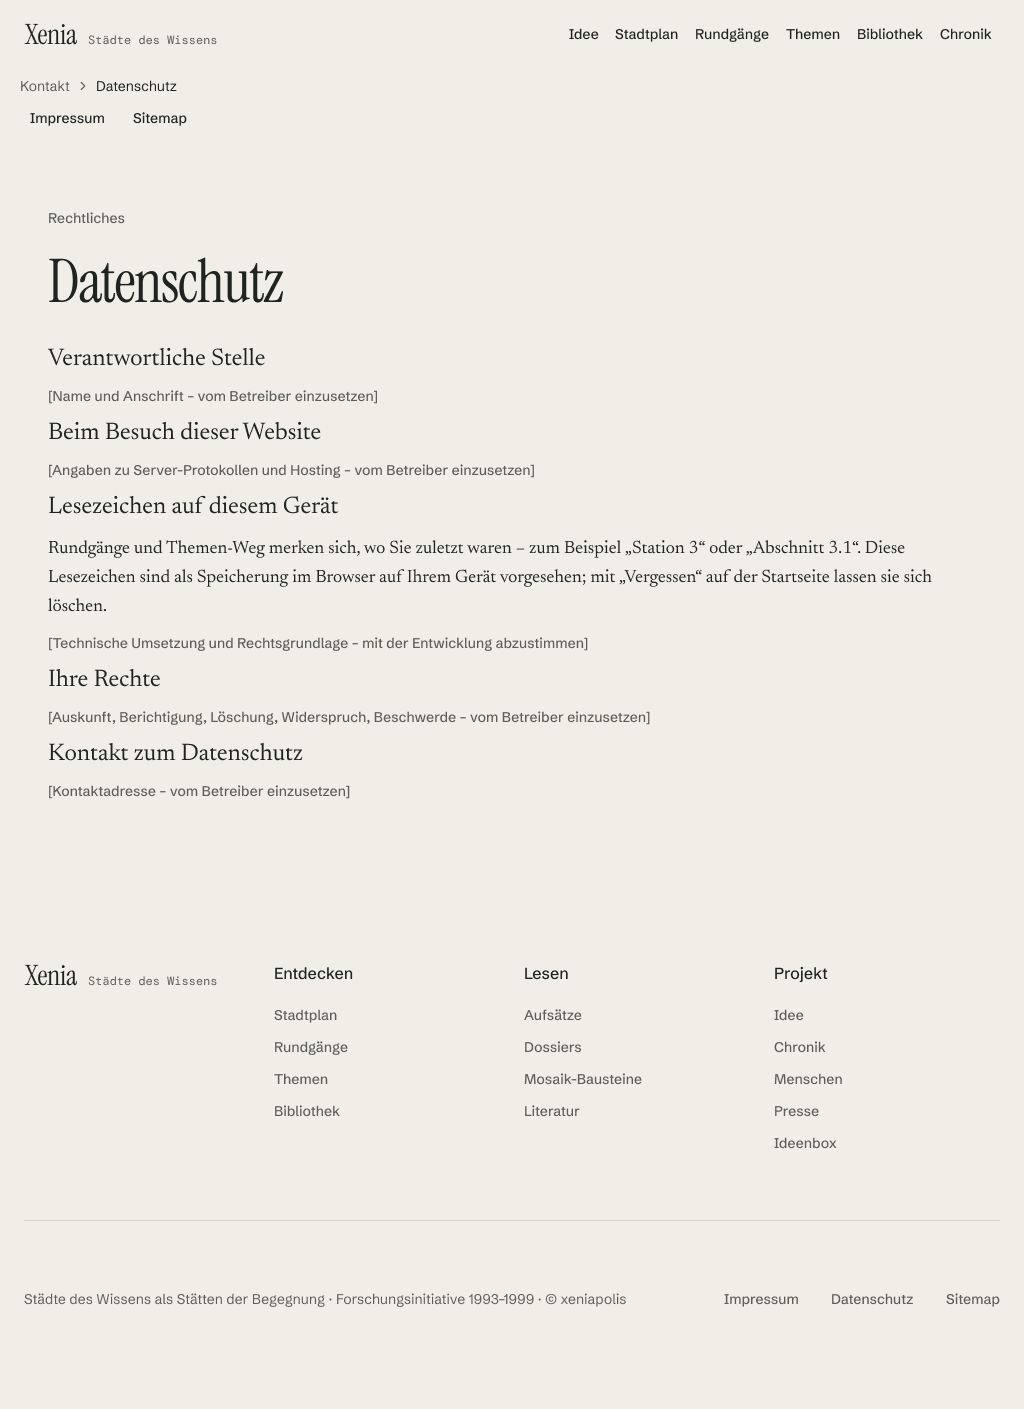 Xenia Städte des Wissens
Idee Stadtplan Rundgänge Themen Bibliothek Chronik
Kontakt > Datenschutz
Impressum Sitemap
Rechtliches
Datenschutz
Verantwortliche Stelle
[Name und Anschrift – vom Betreiber einzusetzen]
Beim Besuch dieser Website
[Angaben zu Server-Protokollen und Hosting – vom Betreiber einzusetzen]
Lesezeichen auf diesem Gerät
Rundgänge und Themen-Weg merken sich, wo Sie zuletzt waren – zum Beispiel „Station 3“ oder „Abschnitt 3.1“. Diese
Lesezeichen sind als Speicherung im Browser auf Ihrem Gerät vorgesehen; mit „Vergessen“ auf der Startseite lassen sie sich
löschen.
[Technische Umsetzung und Rechtsgrundlage – mit der Entwicklung abzustimmen]
Ihre Rechte
[Auskunft, Berichtigung, Löschung, Widerspruch, Beschwerde – vom Betreiber einzusetzen]
Kontakt zum Datenschutz
[Kontaktadresse – vom Betreiber einzusetzen]
Xenia Städte des Wissens
Entdecken
Stadtplan
Rundgänge
Themen
Bibliothek
Lesen
Aufsätze
Dossiers
Mosaik-Bausteine
Literatur
Projekt
Idee
Chronik
Menschen
Presse
Ideenbox
Städte des Wissens als Stätten der Begegnung · Forschungsinitiative 1993–1999 · © xeniapolis
Impressum Datenschutz Sitemap